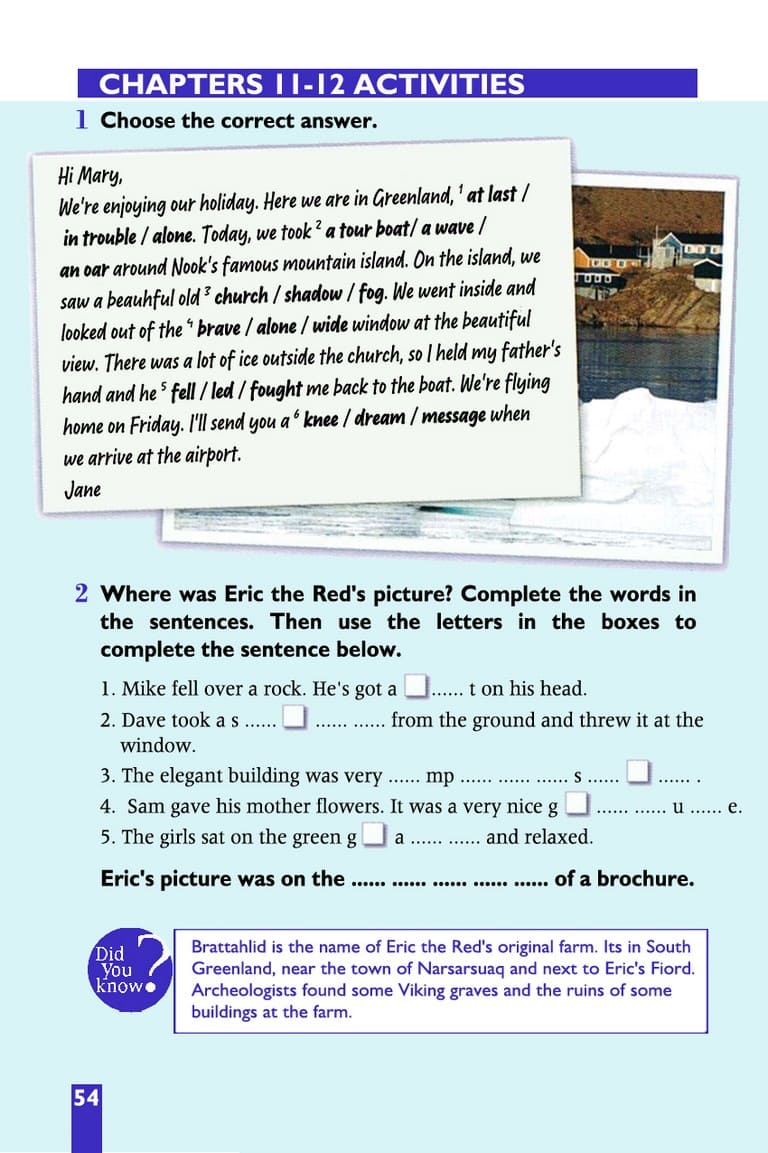 CHAPTERS 11-12 ACTIVITIES
1 Choose the correct answer.
Hi Mary,
We're enjoying our holiday. Here we are in Greenland, ¹ at last /
in trouble / alone. Today, we took ² a tour boat/ a wave /
an oar around Nook's famous mountain island. On the island, we
saw a beauhful old ³ church / shadow / fog. We went inside and
looked out of the ⁴ brave / alone / wide window at the beautiful
view. There was a lot of ice outside the church, so I held my father's
hand and he ⁵ fell / led / fought me back to the boat. We're flying
home on Friday. I'll send you a ⁶ knee / dream / message when
we arrive at the airport.
Jane
2 Where was Eric the Red's picture? Complete the words in
the sentences. Then use the letters in the boxes to
complete the sentence below.
1. Mike fell over a rock. He's got a □...... t on his head.
2. Dave took a s ...... □ ...... ...... from the ground and threw it at the
window.
3. The elegant building was very ...... mp ...... ...... ...... s ...... □ ...... .
4. Sam gave his mother flowers. It was a very nice g □ ...... ...... u ...... e.
5. The girls sat on the green g □ a ...... ...... and relaxed.
Eric's picture was on the ...... ...... ...... ...... ...... of a brochure.
Did
You
know?
Brattahlid is the name of Eric the Red's original farm. Its in South
Greenland, near the town of Narsarsuaq and next to Eric's Fiord.
Archeologists found some Viking graves and the ruins of some
buildings at the farm.
54